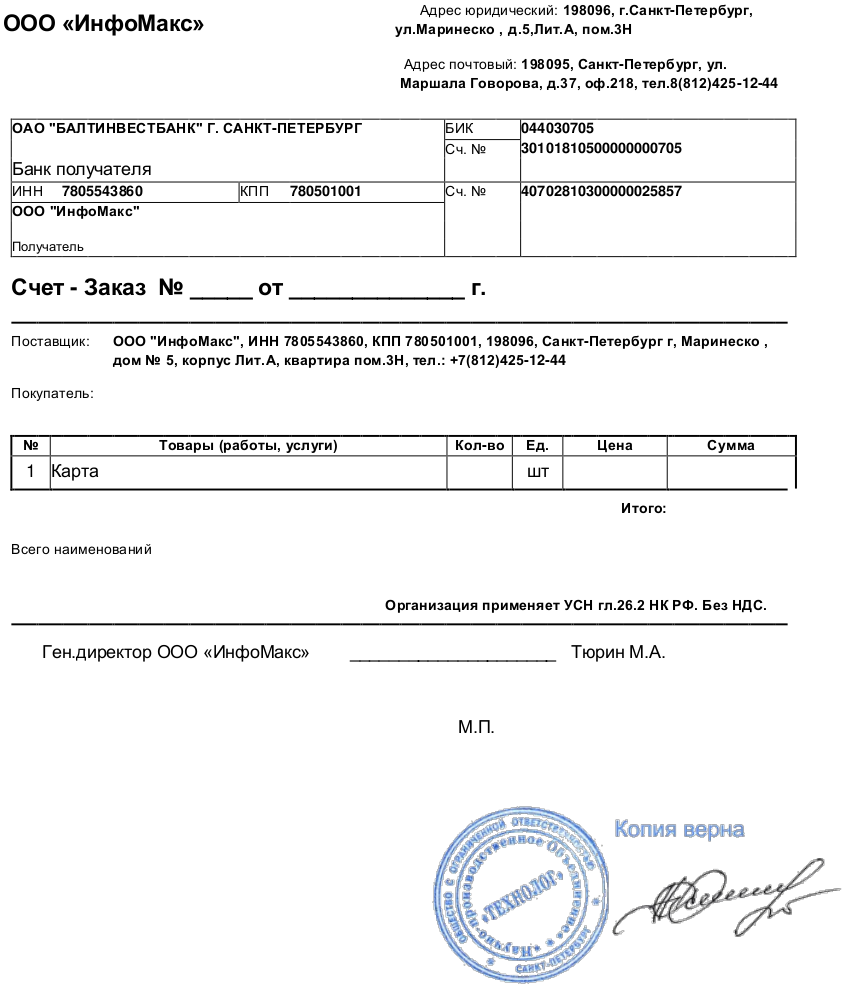 ООО «ИнфоМакс»
Адрес юридический: 198096, г.Санкт-Петербург,
ул.Маринеско , д.5,Лит.А, пом.3Н
Адрес почтовый: 198095, Санкт-Петербург, ул.
Маршала Говорова, д.37, оф.218, тел.8(812)425-12-44
ОАО "БАЛТИНВЕСТБАНК" Г. САНКТ-ПЕТЕРБУРГ БИК 044030705
Сч. № 30101810500000000705
Банк получателя
ИНН 7805543860 КПП 780501001 Сч. № 40702810300000025857
ООО "ИнфоМакс"
Получатель
Счет - Заказ № _____ от ______________ г.
Поставщик: ООО "ИнфоМакс", ИНН 7805543860, КПП 780501001, 198096, Санкт-Петербург г, Маринеско ,
дом № 5, корпус Лит.А, квартира пом.3Н, тел.: +7(812)425-12-44
Покупатель:
№ Товары (работы, услуги) Кол-во Ед. Цена Сумма
1 Карта шт
Итого:
Всего наименований
Организация применяет УСН гл.26.2 НК РФ. Без НДС.
Ген.директор ООО «ИнфоМакс» _____________________ Тюрин М.А.
М.П.
Копия верна
ОБЩЕСТВО С ОГРАНИЧЕННОЙ ОТВЕТСТВЕННОСТЬЮ
* САНКТ-ПЕТЕРБУРГ *
Научно-производственное Объединение
«ТЕХНОЛОГ»